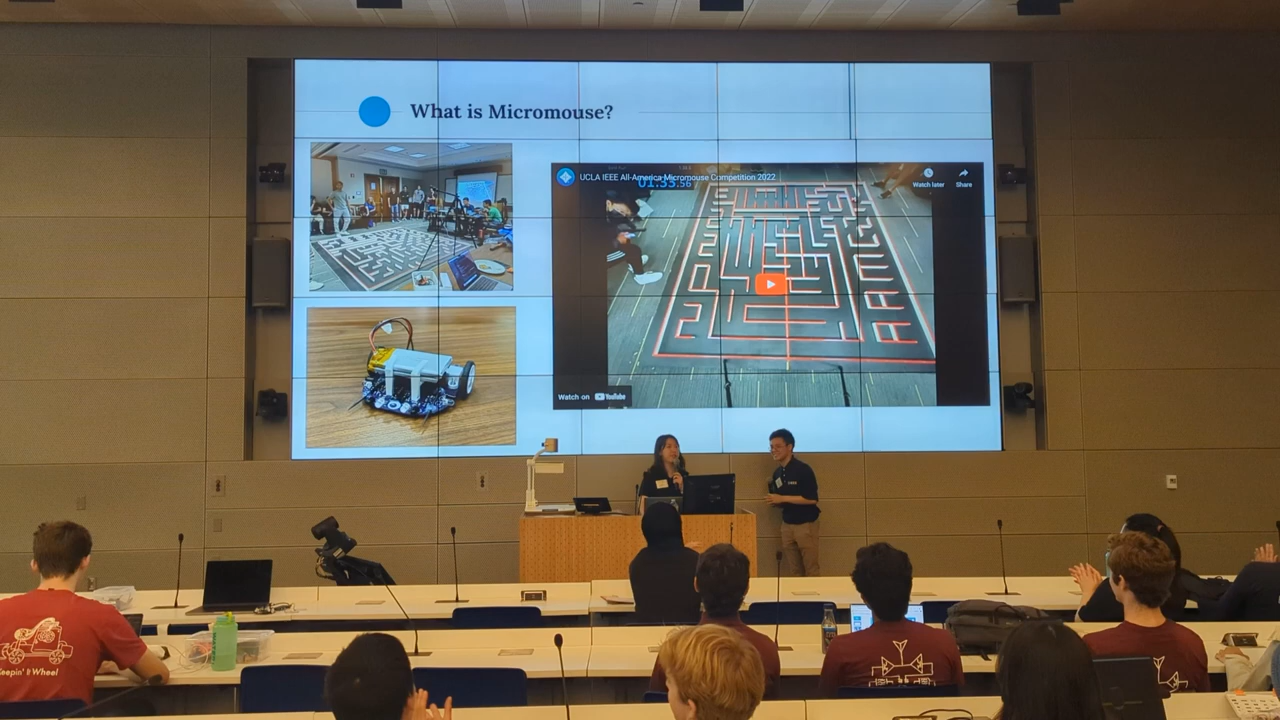 What is Micromouse?
UCLA IEEE All-America Micromouse Competition 2022
01:33.56
Watch later
Share
Watch on YouTube
Keepin' It Wheel